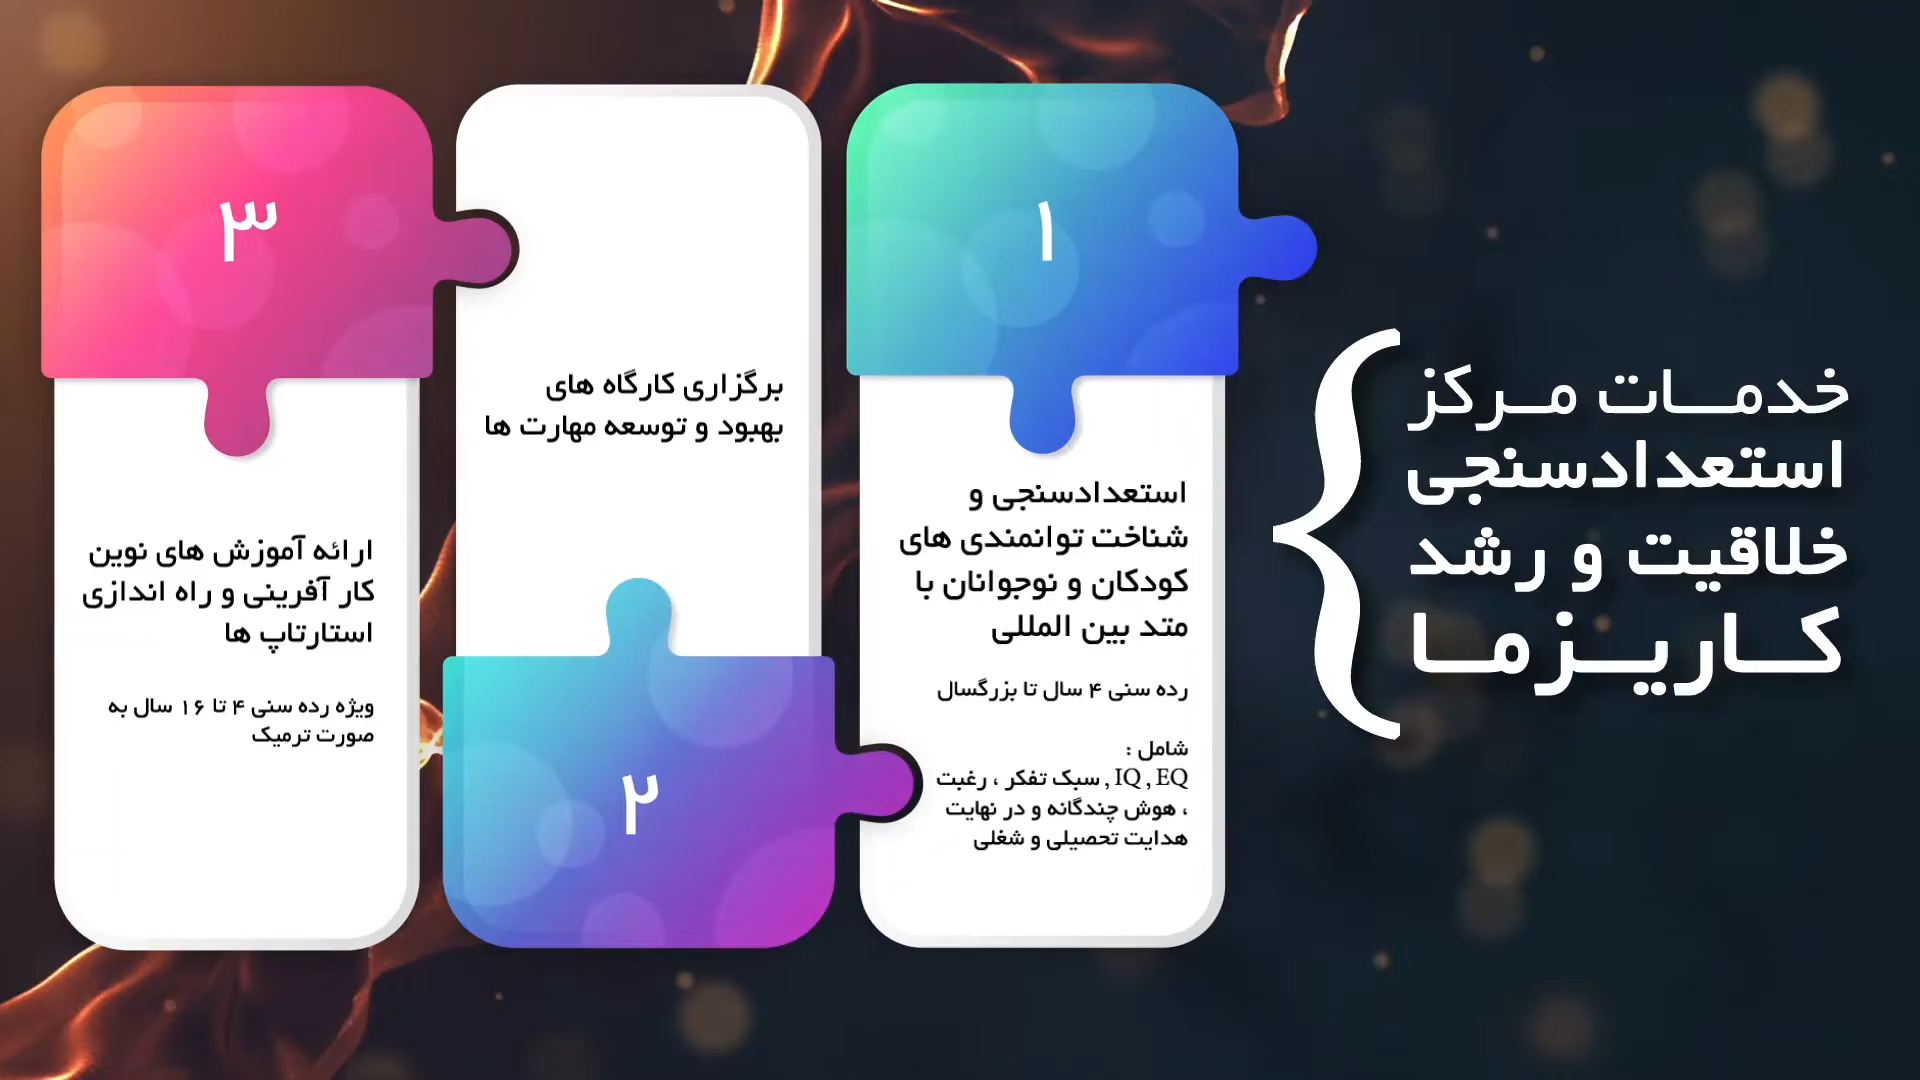 خدمات مرکز
استعدادسنجی
خلاقیت و رشد
کاریزما
۱
استعدادسنجی و
شناخت توانمندی های
کودکان و نوجوانان با
متد بین المللی
رده سنی ۴ سال تا بزرگسال
شامل :
IQ , EQ , سبک تفکر ، رغبت
، هوش چندگانه و در نهایت
هدایت تحصیلی و شغلی
برگزاری کارگاه های
بهبود و توسعه مهارت ها
۲
۳
ارائه آموزش های نوین
کار آفرینی و راه اندازی
استارتاپ ها
ویژه رده سنی ۴ تا ۱۶ سال به
صورت ترمیک